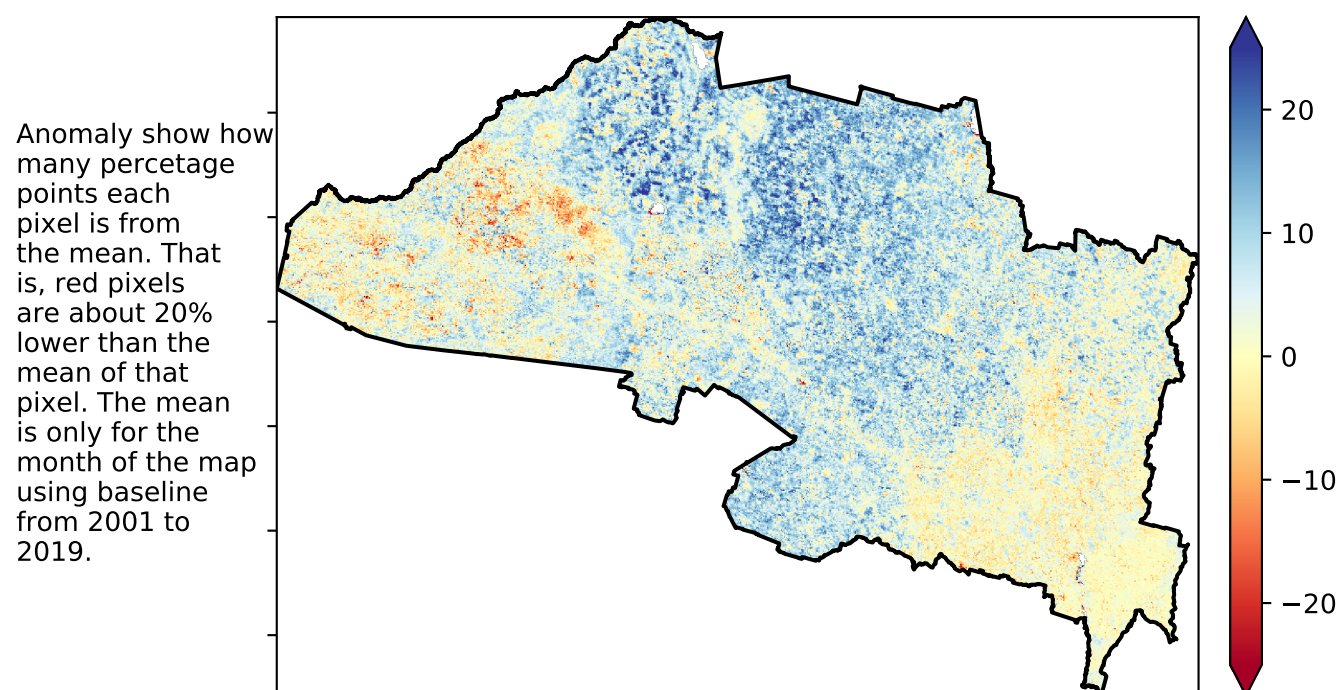 Anomaly show how
many percetage
points each
pixel is from
the mean. That
is, red pixels
are about 20%
lower than the
mean of that
pixel. The mean
is only for the
month of the map
using baseline
from 2001 to
2019.
20
10
0
−10
−20